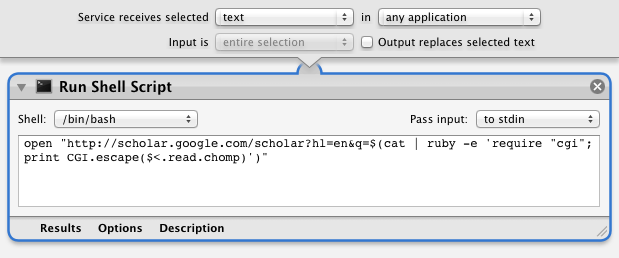 Service receives selected text in any application
Input is entire selection Output replaces selected text
Run Shell Script
Shell: /bin/bash Pass input: to stdin
open "http://scholar.google.com/scholar?hl=en&q=$(cat | ruby -e 'require "cgi";
print CGI.escape($<.read.chomp)')"
Results Options Description